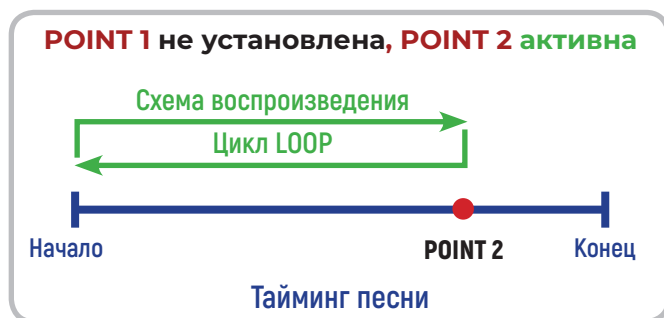 POINT 1 не установлена, POINT 2 активна
Схема воспроизведения
Цикл LOOP
Начало
POINT 2
Конец
Тайминг песни